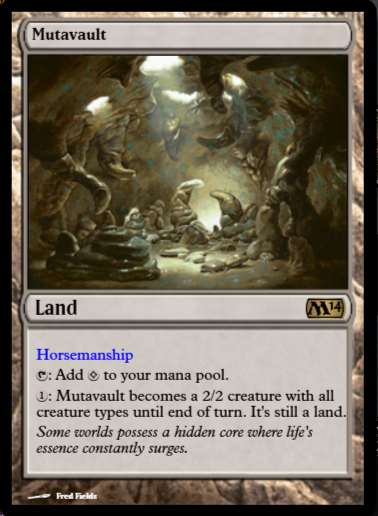 Mutavault
Land
M14
Horsemanship
: Add to your mana pool.
1: Mutavault becomes a 2/2 creature with all
creature types until end of turn. It's still a land.
Some worlds possess a hidden core where life's
essence constantly surges.
Fred Fields